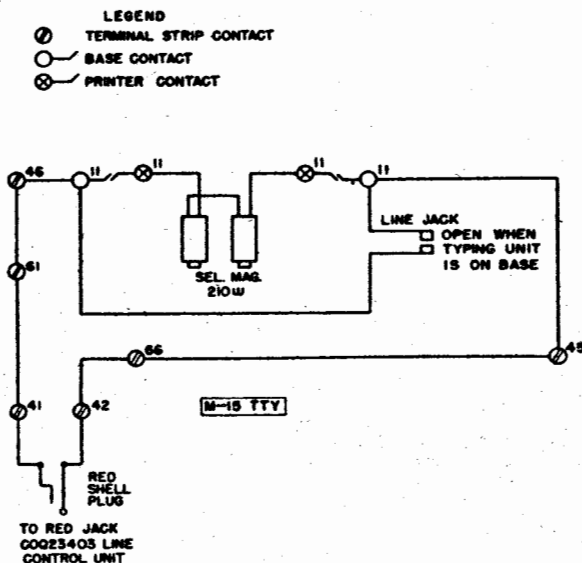 LEGEND
TERMINAL STRIP CONTACT
BASE CONTACT
PRINTER CONTACT
46
11
11
11
11
LINE JACK
OPEN WHEN
TYPING UNIT
IS ON BASE
61
SEL. MAG.
210 W
66
45
41
42
M-15 TTY
RED
SHELL
PLUG
TO RED JACK
COQ23403 LINE
CONTROL UNIT